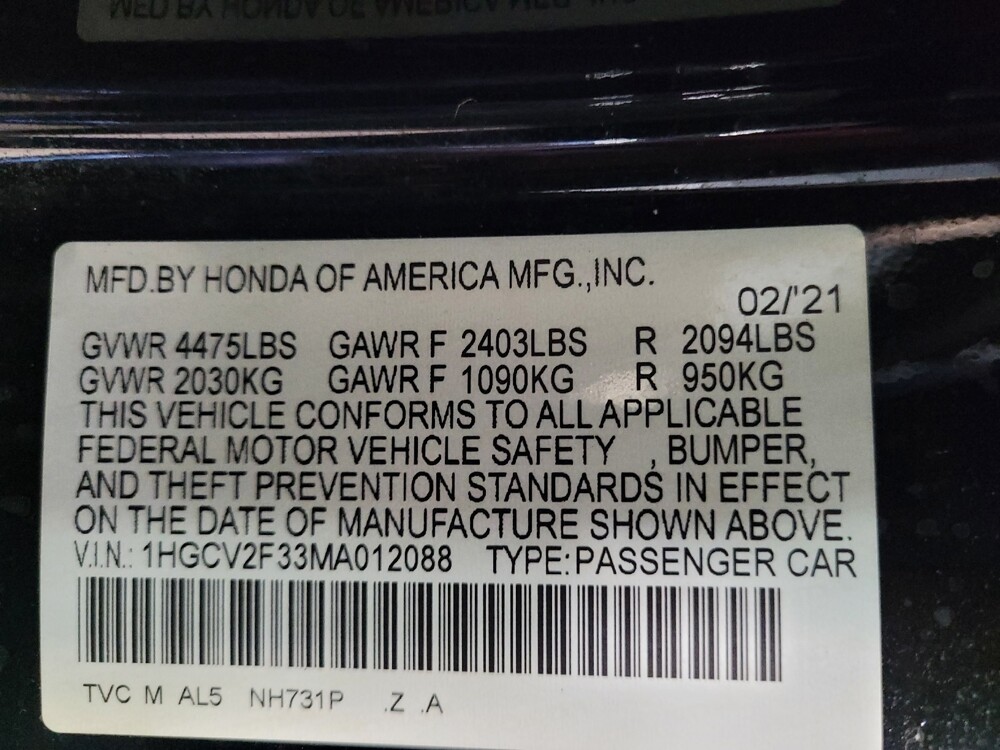 MFD.BY HONDA OF AMERICA MFG.,INC.
02/'21
GVWR 4475LBS GAWR F 2403LBS R 2094LBS
GVWR 2030KG GAWR F 1090KG R 950KG
THIS VEHICLE CONFORMS TO ALL APPLICABLE
FEDERAL MOTOR VEHICLE SAFETY , BUMPER,
AND THEFT PREVENTION STANDARDS IN EFFECT
ON THE DATE OF MANUFACTURE SHOWN ABOVE.
V.I.N.: 1HGCV2F33MA012088 TYPE:PASSENGER CAR
TVC M AL5 NH731P .Z .A